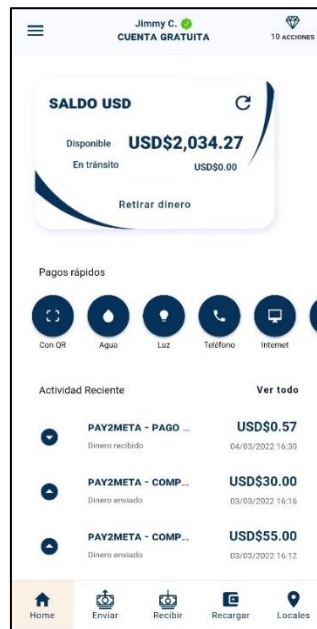 Jimmy C.
CUENTA GRATUITA
10 ACCIONES
SALDO USD
Disponible USD$2,034.27
En tránsito USD$0.00
Retirar dinero
Pagos rápidos
Con QR Agua Luz Teléfono Internet
Actividad Reciente Ver todo
PAY2META - PAGO ... USD$0.57
Dinero recibido 04/03/2022 16:30
PAY2META - COMP... USD$30.00
Dinero enviado 03/03/2022 16:16
PAY2META - COMP... USD$55.00
Dinero enviado 03/03/2022 16:12
Home Enviar Recibir Recargar Locales